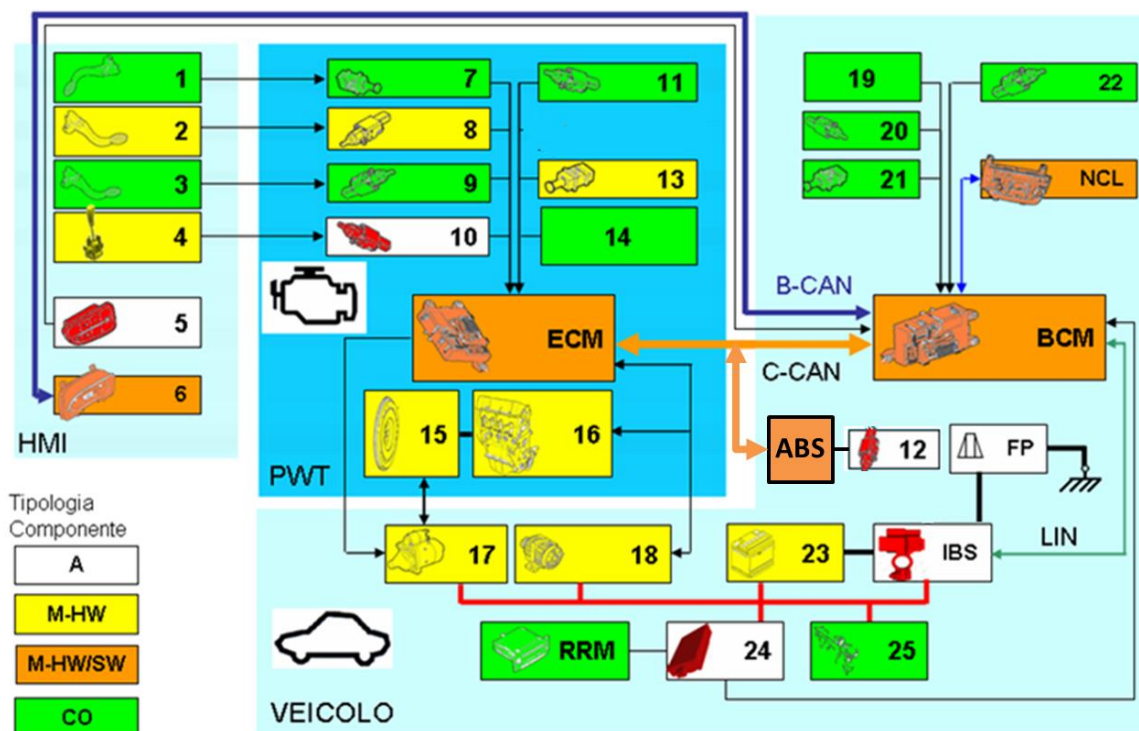 1
7
11
19
22
2
8
20
3
9
13
21
NCL
4
10
14
B-CAN
5
ECM
BCM
C-CAN
6
HMI
15
16
ABS
12
FP
PWT
Tipologia
Componente
A
17
18
23
IBS
LIN
M-HW
M-HW/SW
RRM
24
25
CO
VEICOLO